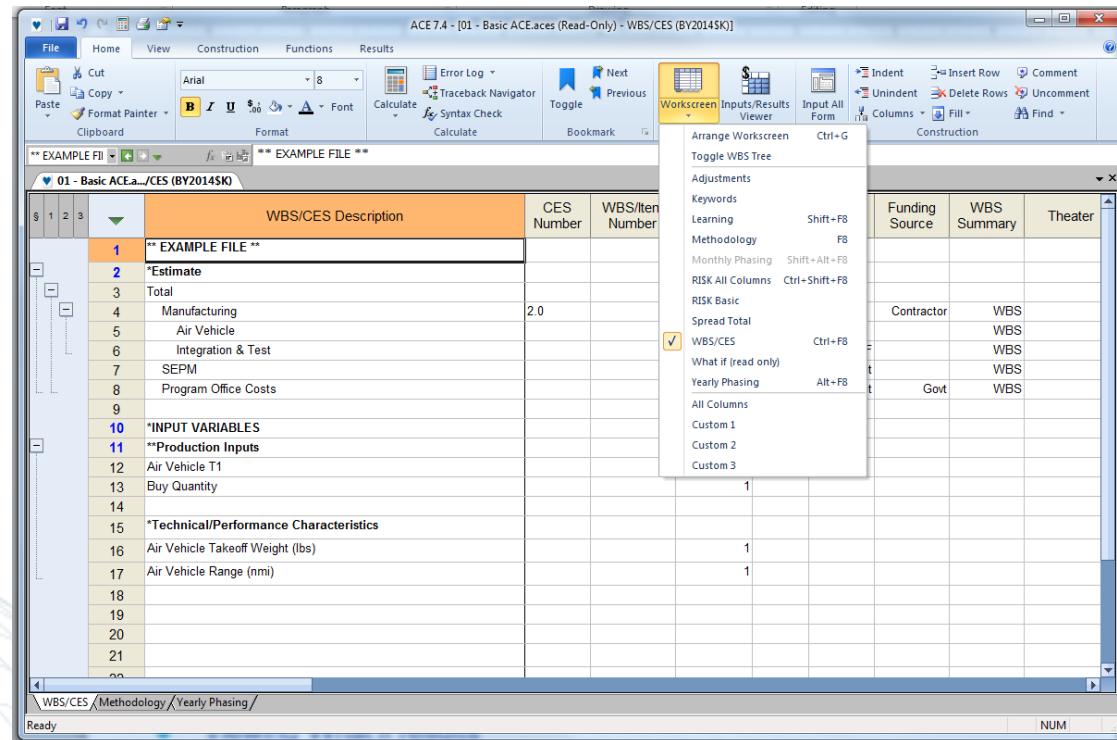 ACE 7.4 - [01 - Basic ACE.aces (Read-Only) - WBS/CES (BY2014$K)]
File Home View Construction Functions Results
Cut
Copy
Format Painter
Paste
Clipboard
Arial 8
B I U $.00 A Font
Format
Calculate
Error Log
Traceback Navigator
Syntax Check
Calculate
Toggle
Next
Previous
Bookmark
Workscreen
Inputs/Results Viewer
Input All Form
Indent Insert Row Comment
Unindent Delete Rows Uncomment
Columns Fill Find
Construction
** EXAMPLE FII fx ** EXAMPLE FILE **
01 - Basic ACE.a.../CES (BY2014$K)
§ 1 2 3 WBS/CES Description CES Number WBS/Iten Number Funding Source WBS Summary Theater
1 ** EXAMPLE FILE **
2 *Estimate
3 Total
4 Manufacturing 2.0 Contractor WBS
5 Air Vehicle WBS
6 Integration & Test WBS
7 SEPM t WBS
8 Program Office Costs t Govt WBS
9
10 *INPUT VARIABLES
11 **Production Inputs
12 Air Vehicle T1
13 Buy Quantity 1
14
15 *Technical/Performance Characteristics
16 Air Vehicle Takeoff Weight (lbs) 1
17 Air Vehicle Range (nmi) 1
18
19
20
21
Arrange Workscreen Ctrl+G
Toggle WBS Tree
Adjustments
Keywords
Learning Shift+F8
Methodology F8
Monthly Phasing Shift+Alt+F8
RI$K All Columns Ctrl+Shift+F8
RI$K Basic
Spread Total
WBS/CES Ctrl+F8
What if (read only)
Yearly Phasing Alt+F8
All Columns
Custom 1
Custom 2
Custom 3
WBS/CES Methodology Yearly Phasing
Ready NUM